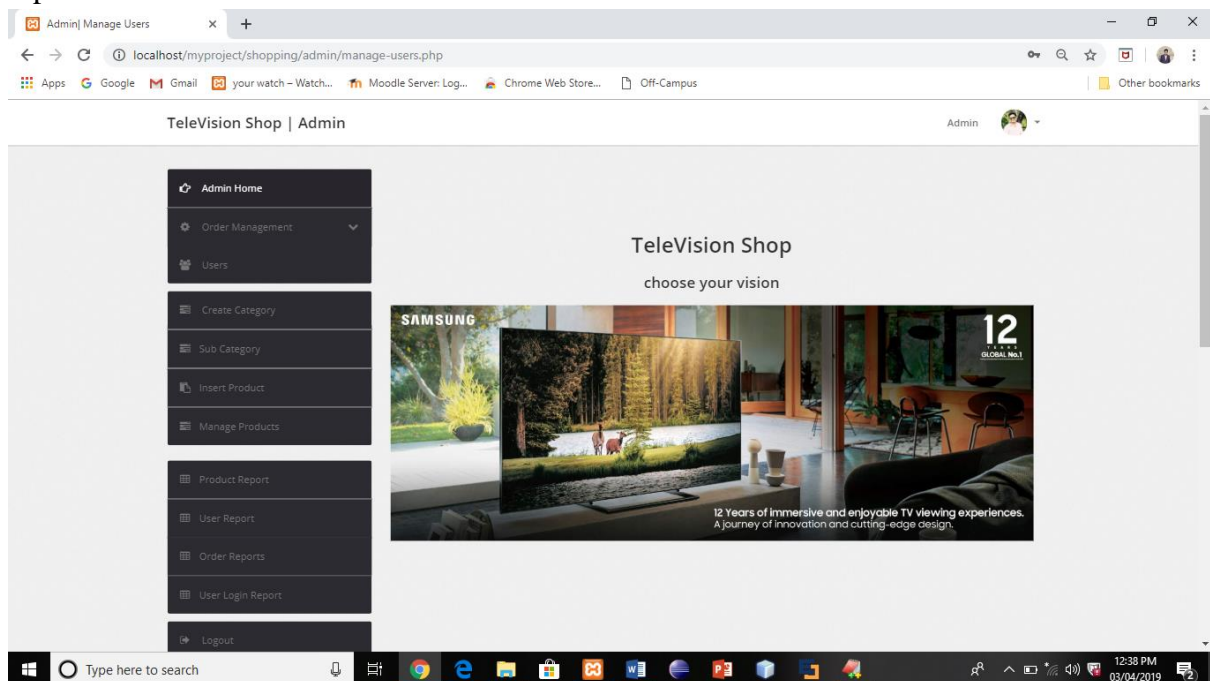 Admin| Manage Users
localhost/myproject/shopping/admin/manage-users.php
Apps Google Gmail your watch – Watch... Moodle Server: Log... Chrome Web Store... Off-Campus Other bookmarks
TeleVision Shop | Admin
Admin
Admin Home
Order Management
Users
Create Category
Sub Category
Insert Product
Manage Products
Product Report
User Report
Order Reports
User Login Report
Logout
TeleVision Shop
choose your vision
SAMSUNG
12
YEARS
GLOBAL No.1
12 Years of immersive and enjoyable TV viewing experiences.
A journey of innovation and cutting-edge design.
Type here to search
12:38 PM
03/04/2019
2